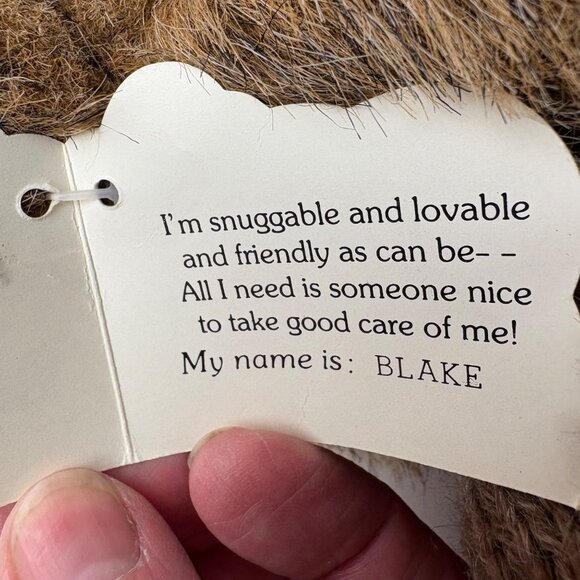 I'm snuggable and lovable
and friendly as can be- -
All I need is someone nice
to take good care of me!
My name is: BLAKE